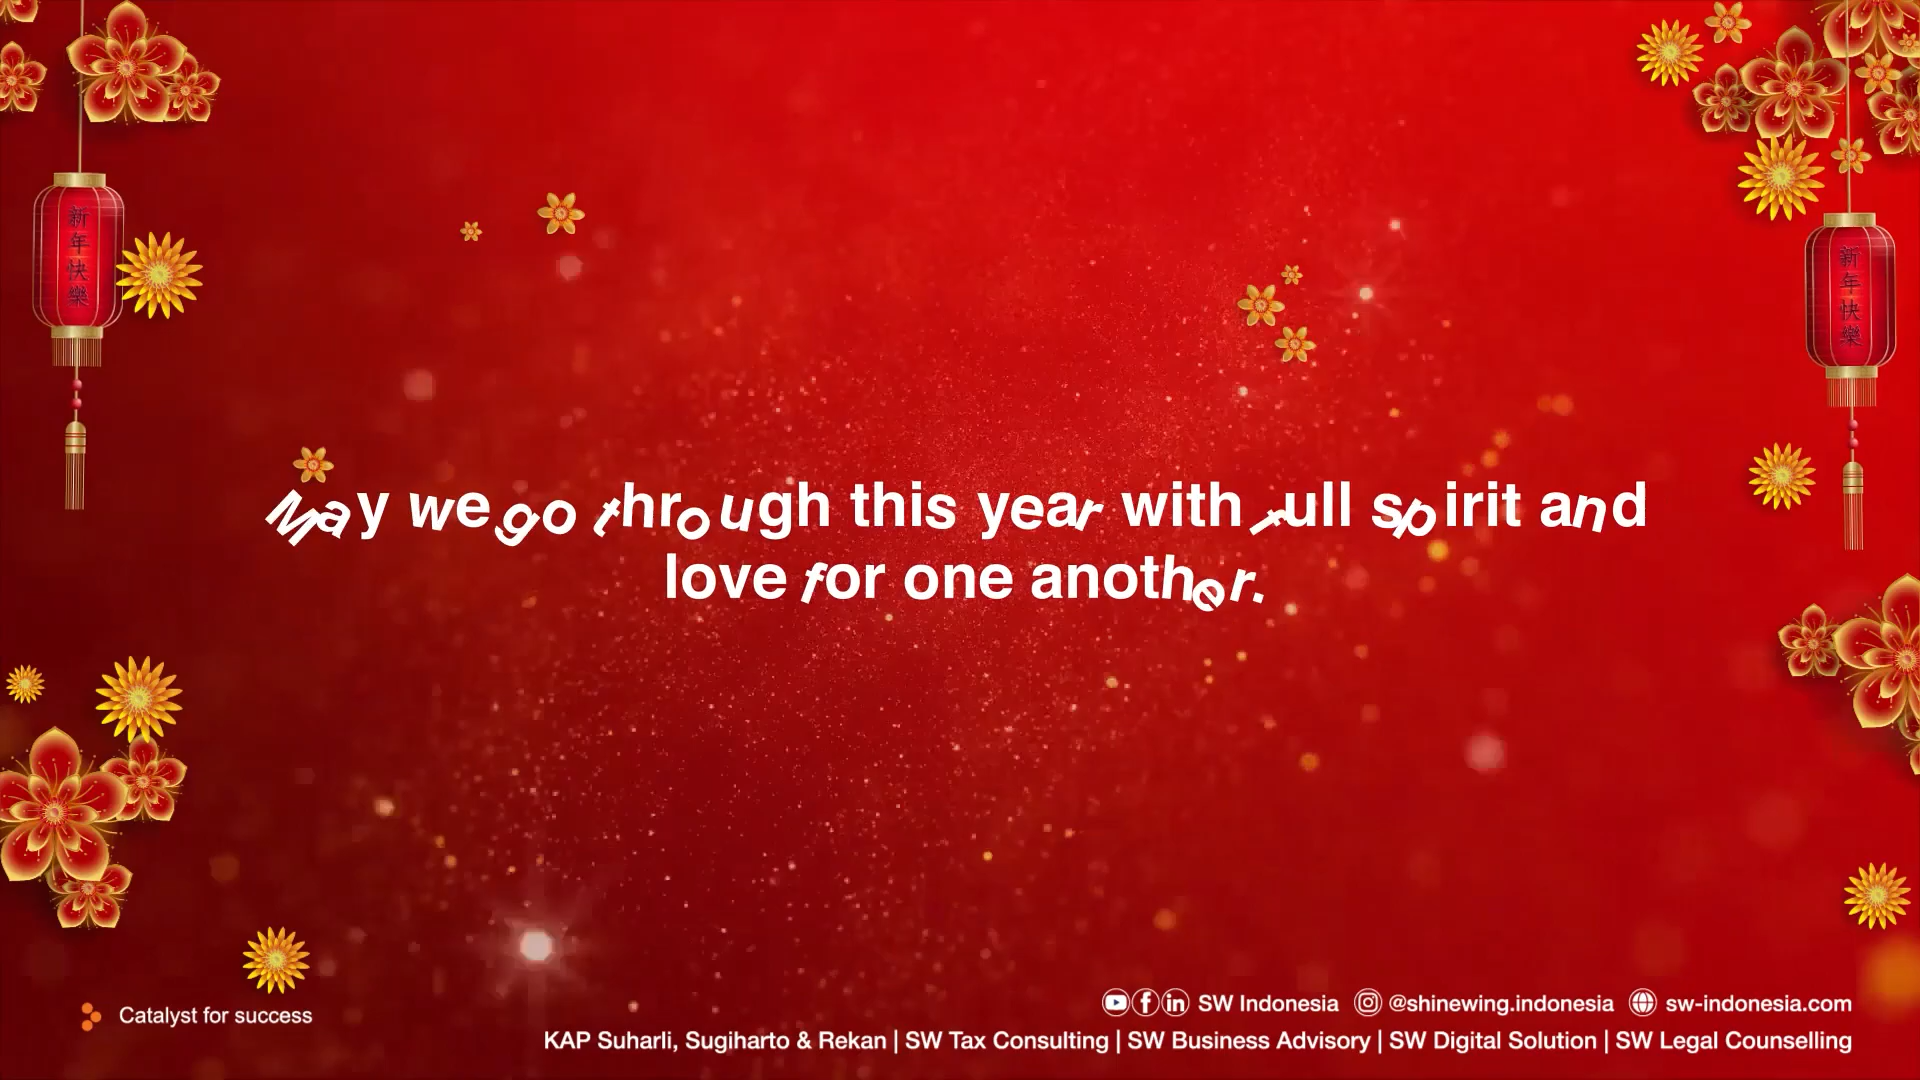 新年快樂
新年快樂
May we go through this year with full spirit and
love for one another.
Catalyst for success
SW Indonesia @shinewing.indonesia sw-indonesia.com
KAP Suharli, Sugiharto & Rekan | SW Tax Consulting | SW Business Advisory | SW Digital Solution | SW Legal Counselling